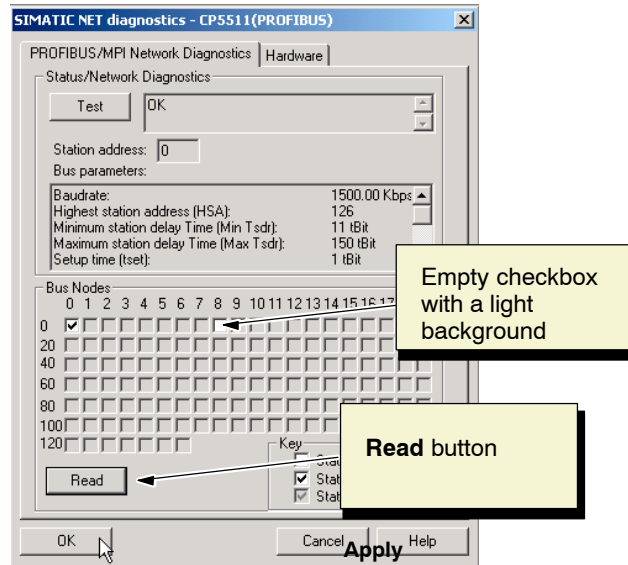 SIMATIC NET diagnostics - CP5511(PROFIBUS)
PROFIBUS/MPI Network Diagnostics Hardware
Status/Network Diagnostics
Test OK
Station address: 0
Bus parameters:
Baudrate: 1500.00 Kbps
Highest station address (HSA): 126
Minimum station delay Time (Min Tsdr): 11 tBit
Maximum station delay Time (Max Tsdr): 150 tBit
Setup time (tset): 1 tBit
Empty checkbox
with a light
background
Bus Nodes
0 1 2 3 4 5 6 7 8 9 10 11 12 13 14 15 16 17
0
20
40
60
80
100
120
Key
Read button
Read
OK Cancel Apply Help